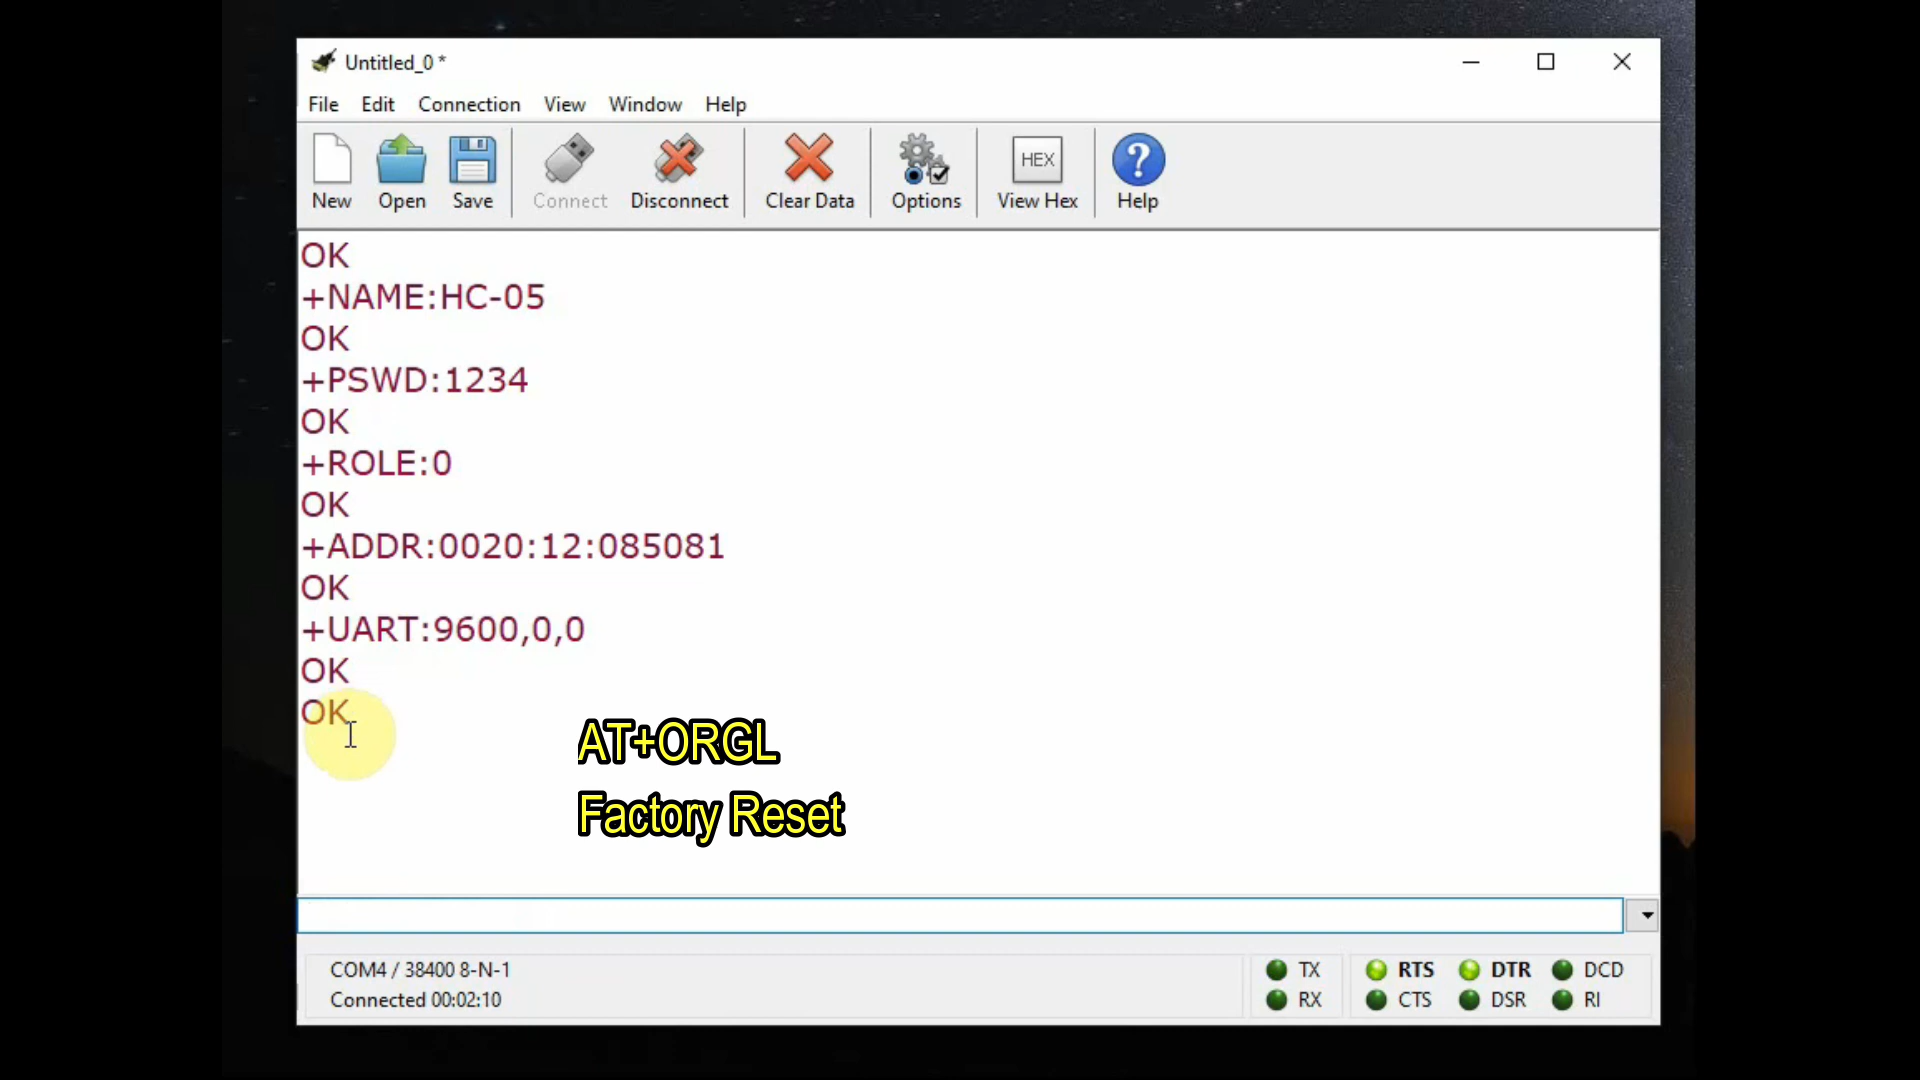 Untitled_0 *
File Edit Connection View Window Help
HEX
New Open Save Connect Disconnect Clear Data Options View Hex Help
OK
+NAME:HC-05
OK
+PSWD:1234
OK
+ROLE:0
OK
+ADDR:0020:12:085081
OK
+UART:9600,0,0
OK
OK
AT+ORGL
Factory Reset
COM4 / 38400 8-N-1
Connected 00:02:10
TX RTS DTR DCD
RX CTS DSR RI